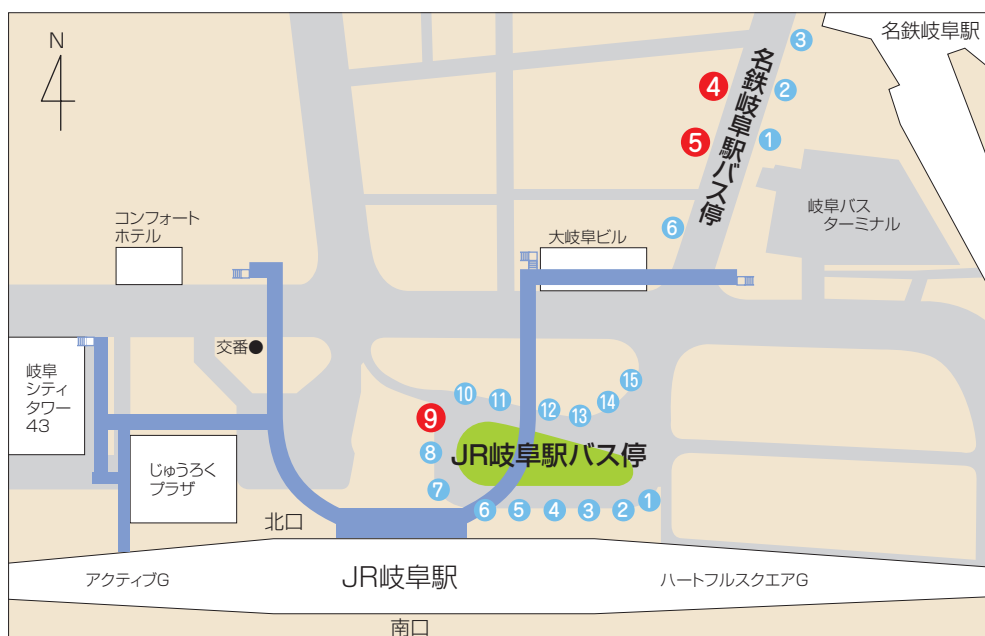 N
名鉄岐阜駅
3
4
2
名鉄岐阜駅バス停
5
1
6
岐阜バス
ターミナル
コンフォート
ホテル
大岐阜ビル
交番
岐阜
シティ
タワー
43
じゅうろく
プラザ
15
14
13
12
11
10
9
8
7
JR岐阜駅バス停
6
5
4
3
2
1
北口
アクティブG
JR岐阜駅
ハートフルスクエアG
南口